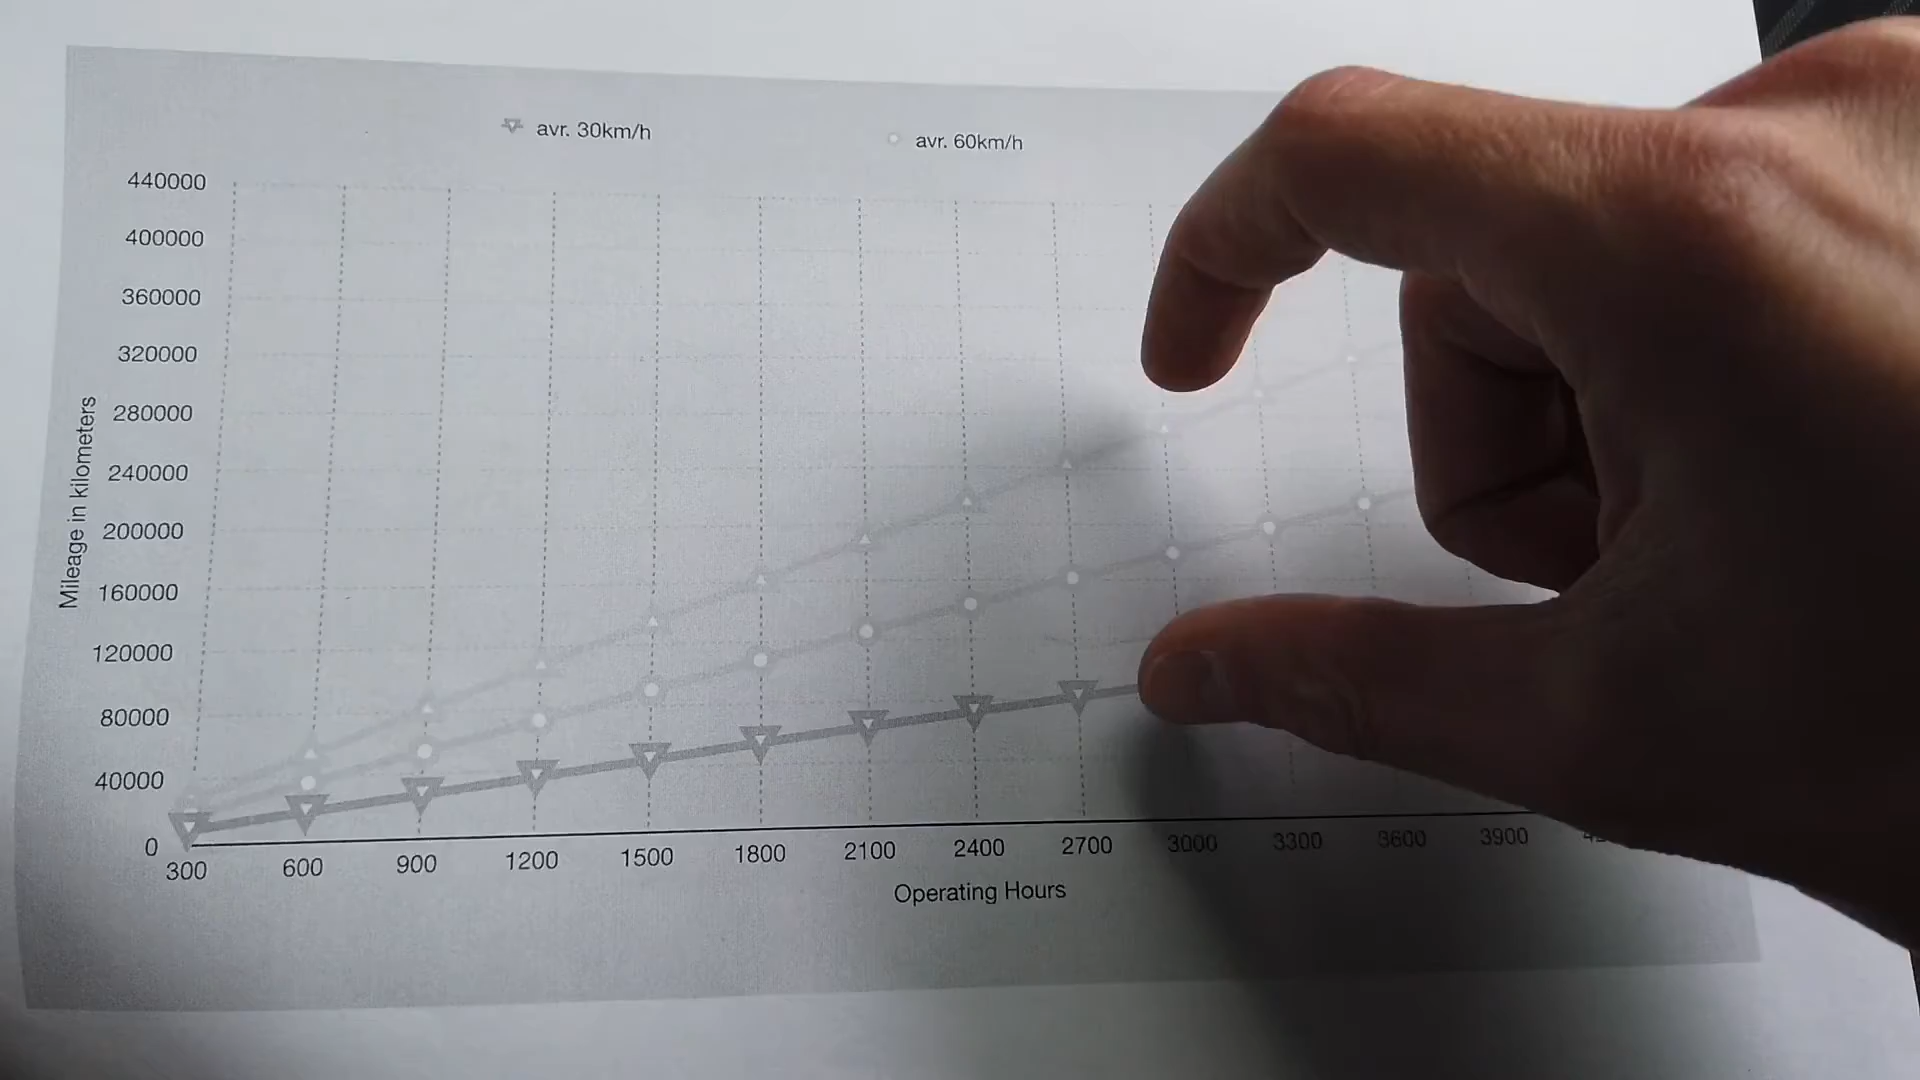 avr. 30km/h
avr. 60km/h
440000
400000
360000
320000
280000
240000
200000
160000
120000
80000
40000
0
Mileage in kilometers
300 600 900 1200 1500 1800 2100 2400 2700 3000 3300 3600 3900
Operating Hours